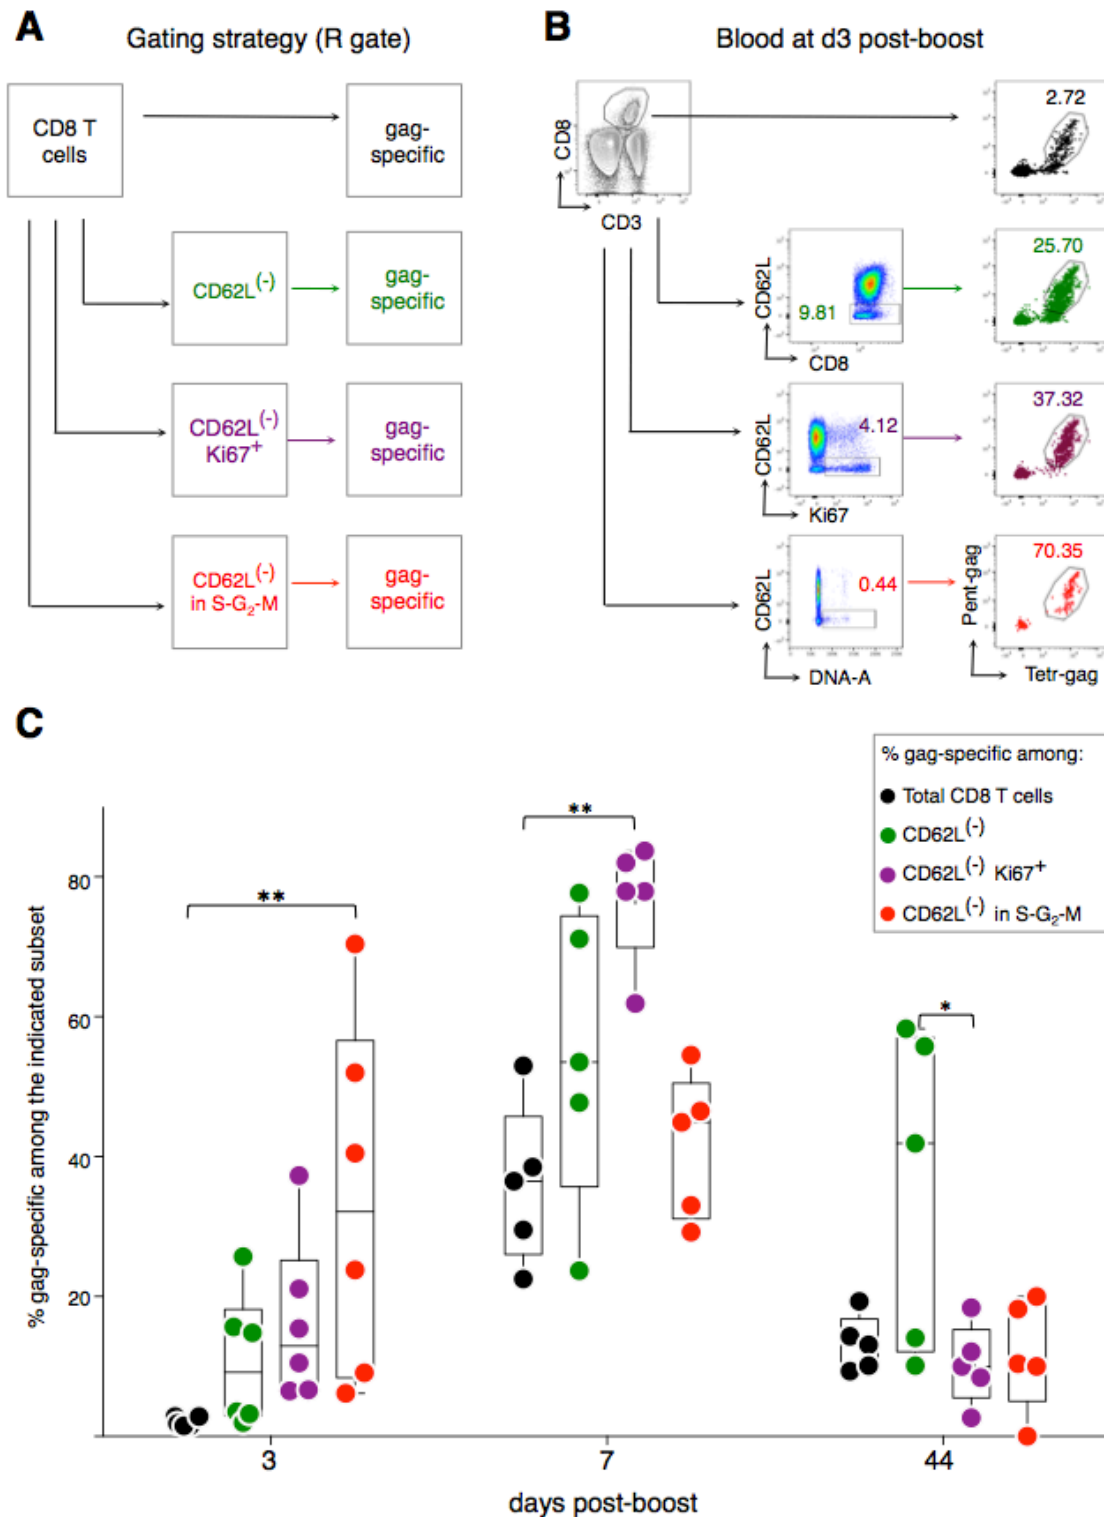 A
Gating strategy (R gate)
CD8 T
cells
gag-
specific
CD62L(-)
gag-
specific
CD62L(-)
Ki67+
gag-
specific
CD62L(-)
in S-G2-M
gag-
specific
B
Blood at d3 post-boost
CD8
CD3
2.72
CD62L
9.81
CD8
25.70
CD62L
4.12
Ki67
37.32
CD62L
0.44
DNA-A
70.35
Pent-gag
Tetr-gag
C
% gag-specific among:
Total CD8 T cells
CD62L(-)
CD62L(-) Ki67+
CD62L(-) in S-G2-M
% gag-specific among the indicated subset
80
60
40
20
**
**
*
3
7
44
days post-boost